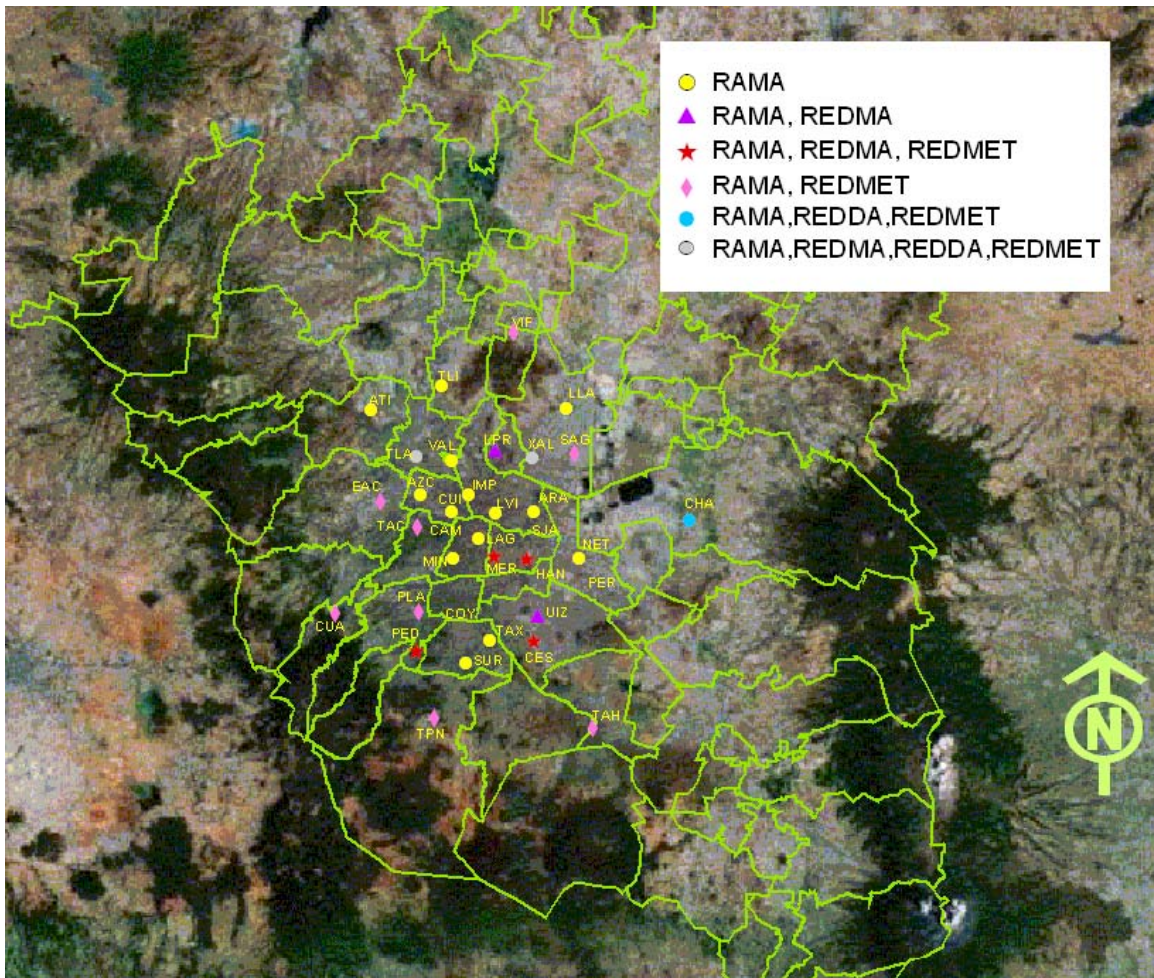 RAMA
RAMA, REDMA
RAMA, REDMA, REDMET
RAMA, REDMET
RAMA,REDDA,REDMET
RAMA,REDMA,REDDA,REDMET
VIF
TLI
ATI
LLA
VAL
LPR
XAL
SAG
TLA
AZC
IMP
EAC
CUI
LVI
ARA
CHA
TAC
CAM
SJA
LAG
NET
MIN
MER
HAN
PER
PLA
COY
UIZ
CUA
PED
TAX
CES
SUR
TAH
TPN
N